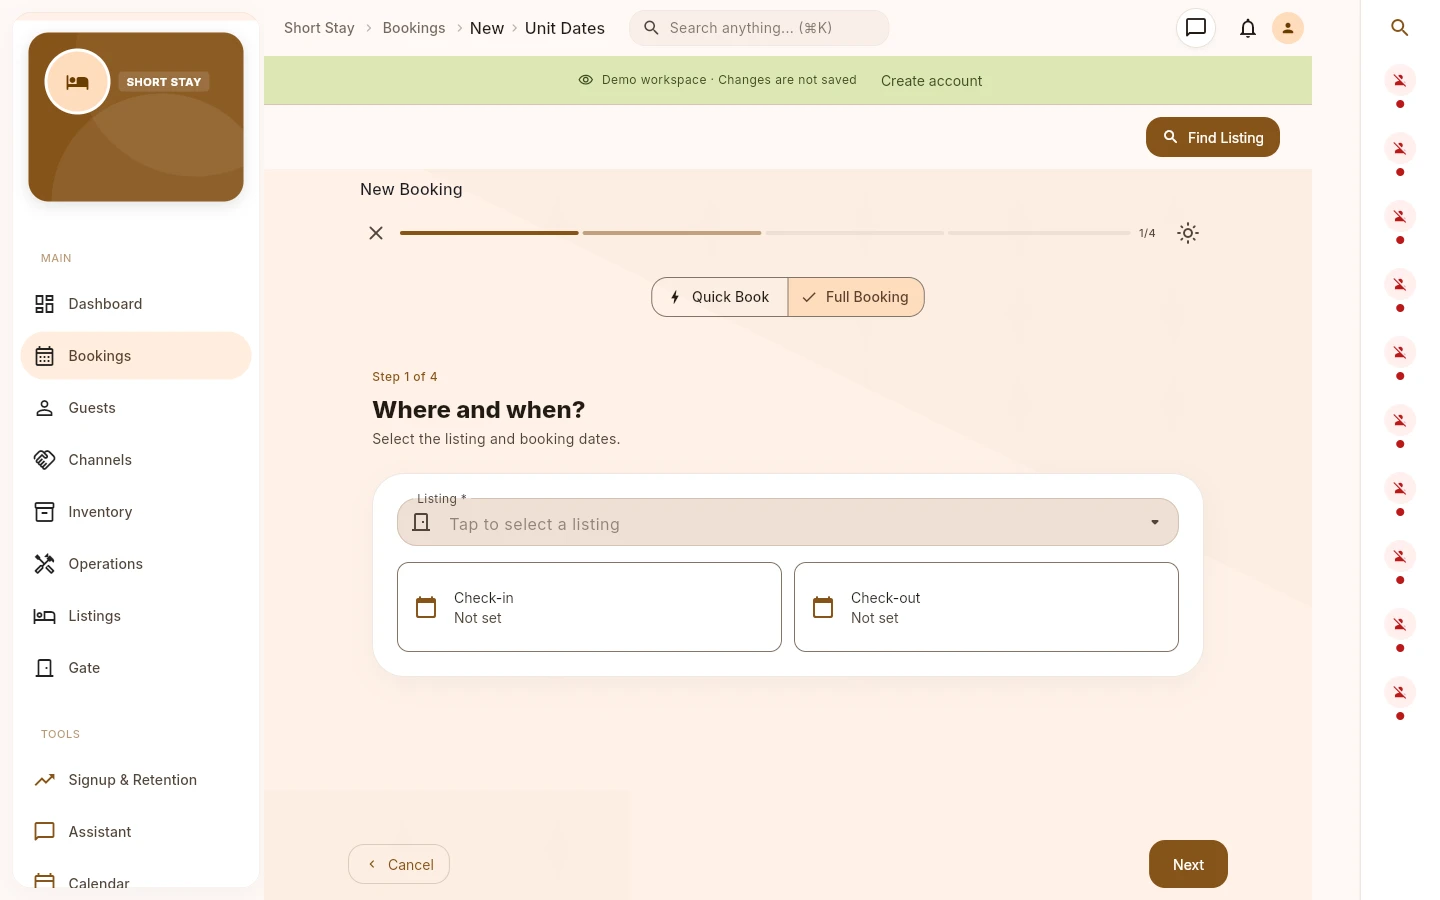 Short Stay
Bookings
New
Unit Dates
Search anything... (⌘K)
SHORT STAY
Demo workspace · Changes are not saved
Create account
Find Listing
MAIN
Dashboard
Bookings
Guests
Channels
Inventory
Operations
Listings
Gate
TOOLS
Signup & Retention
Assistant
Calendar
New Booking
1/4
Quick Book
Full Booking
Step 1 of 4
Where and when?
Select the listing and booking dates.
Listing *
Tap to select a listing
Check-in
Not set
Check-out
Not set
Cancel
Next